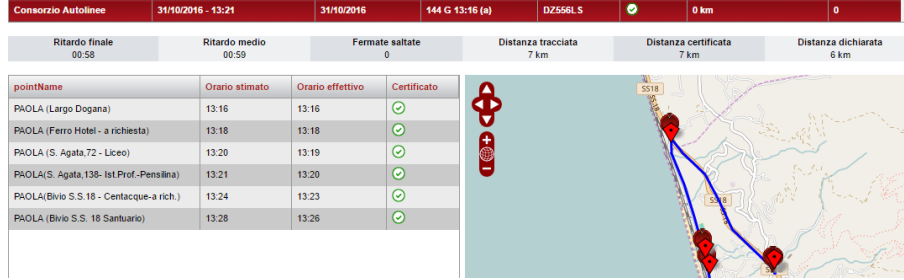 Consorzio Autolinee 31/10/2016 - 13:21 31/10/2016 144 G 13:16 (a) DZ556LS 0 km 0
Ritardo finale Ritardo medio Fermate saltate Distanza tracciata Distanza certificata Distanza dichiarata
00:58 00:59 0 7 km 7 km 6 km
pointName Orario stimato Orario effettivo Certificato
PAOLA (Largo Dogana) 13:16 13:16
PAOLA (Ferro Hotel - a richiesta) 13:18 13:18
PAOLA (S. Agata,72 - Liceo) 13:20 13:19
PAOLA(S. Agata,138- Ist.Prof.-Pensilina) 13:21 13:20
PAOLA(Bivio S.S.18 - Centacque-a rich.) 13:24 13:23
PAOLA (Bivio S.S. 18 Santuario) 13:28 13:26
SS18
SS18